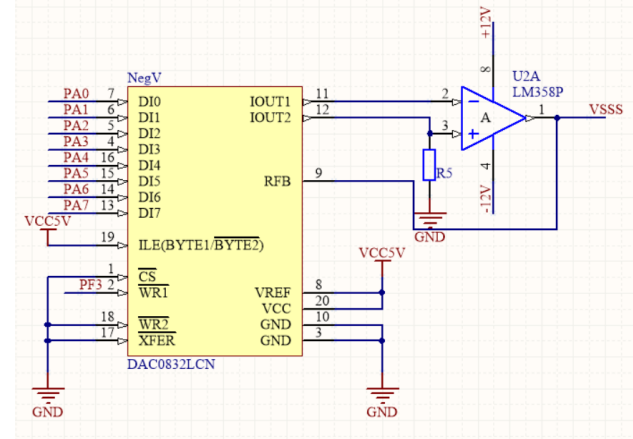 +12V
NegV
U2A
LM358P
8
PA0 7 DI0 IOUT1 11 2 − 1 VSSS
PA1 6 DI1 IOUT2 12 A
PA2 5 DI2 3 +
PA3 4 DI3
PA4 16 DI4 4
PA5 15 DI5 RFB 9 R5
PA6 14 DI6 -12V
PA7 13 DI7
VCC5V
GND
19 ILE(BYTE1/BYTE2)
VCC5V
1 CS
PF3 2 WR1 VREF 8
VCC 20
18 WR2 GND 10
17 XFER GND 3
DAC0832LCN
GND GND